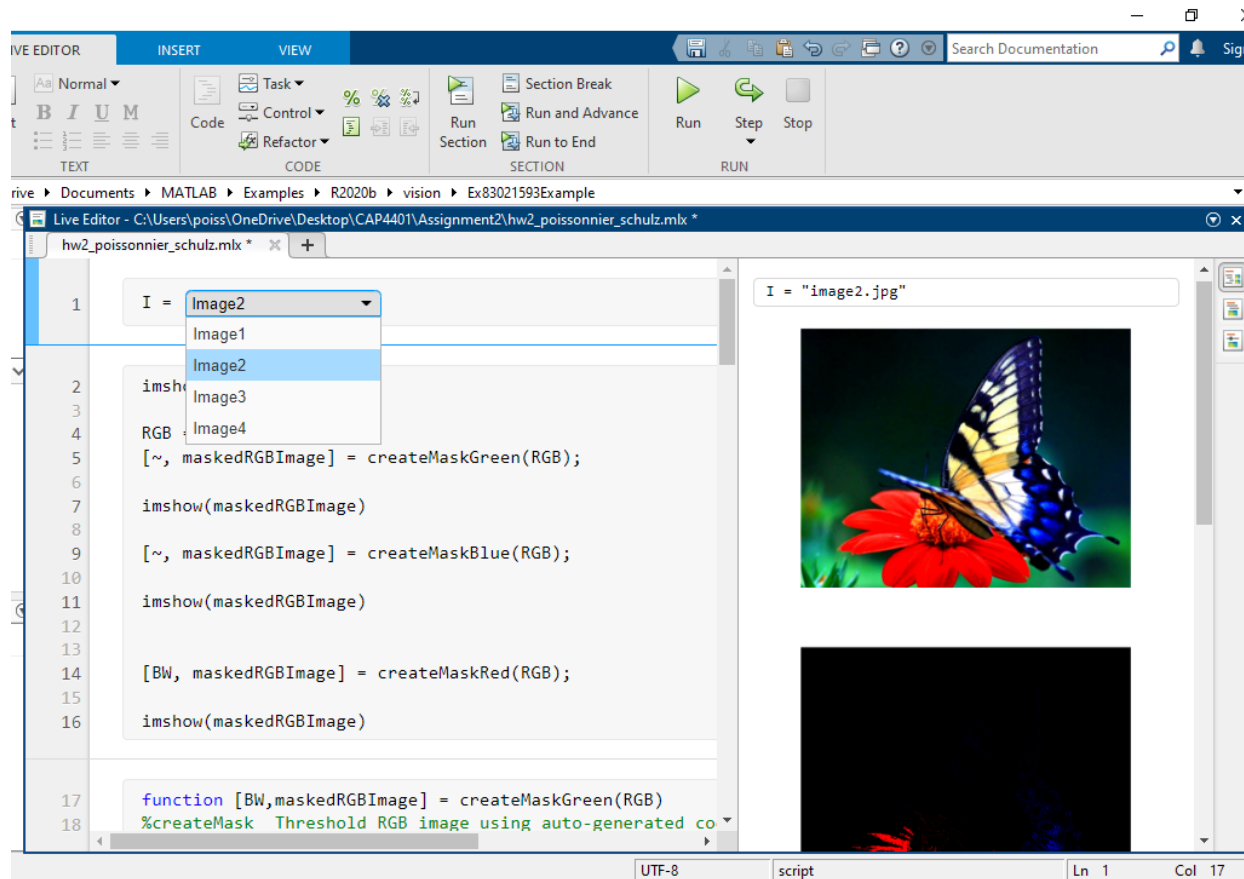 IVE EDITOR INSERT VIEW Search Documentation Sig
Aa Normal Task Section Break
Control Run and Advance
B I U M Code % % % Run Section Run Step Stop
Refactor Run to End
TEXT CODE SECTION RUN
rive Documents MATLAB Examples R2020b vision Ex83021593Example
Live Editor - C:\Users\poiss\OneDrive\Desktop\CAP4401\Assignment2\hw2_poissonnier_schulz.mlx *
hw2_poissonnier_schulz.mlx * +
1 I = Image2
Image1
Image2
Image3
Image4
2 imsh
3
4 RGB
5 [~, maskedRGBImage] = createMaskGreen(RGB);
6
7 imshow(maskedRGBImage)
8
9 [~, maskedRGBImage] = createMaskBlue(RGB);
10
11 imshow(maskedRGBImage)
12
13
14 [BW, maskedRGBImage] = createMaskRed(RGB);
15
16 imshow(maskedRGBImage)
17 function [BW,maskedRGBImage] = createMaskGreen(RGB)
18 %createMask Threshold RGB image using auto-generated co
I = "image2.jpg"
UTF-8 script Ln 1 Col 17